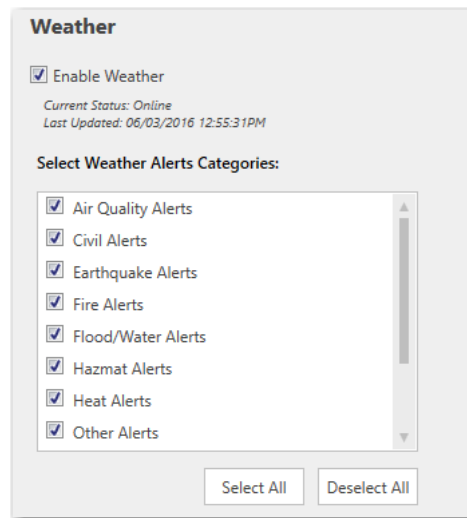 Weather
Enable Weather
Current Status: Online
Last Updated: 06/03/2016 12:55:31PM
Select Weather Alerts Categories:
Air Quality Alerts
Civil Alerts
Earthquake Alerts
Fire Alerts
Flood/Water Alerts
Hazmat Alerts
Heat Alerts
Other Alerts
Select All
Deselect All